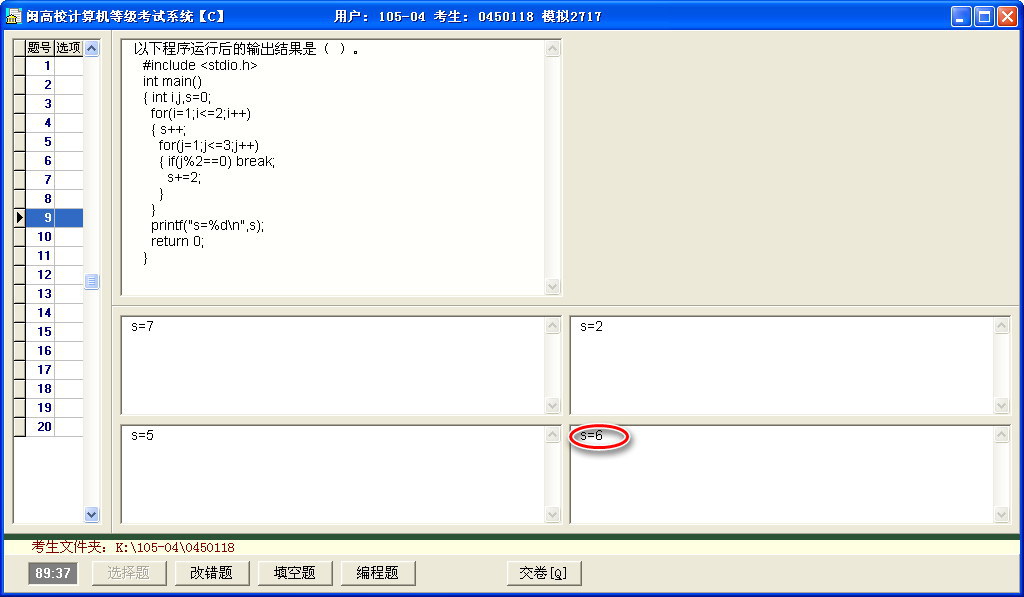 闽高校计算机等级考试系统【C】 用户: 105-04 考生: 0450118 模拟2717
题号 选项
1
2
3
4
5
6
7
8
9
10
11
12
13
14
15
16
17
18
19
20
以下程序运行后的输出结果是（ ）。
#include <stdio.h>
int main()
{ int i,j,s=0;
for(i=1;i<=2;i++)
{ s++;
for(j=1;j<=3;j++)
{ if(j%2==0) break;
s+=2;
}
}
printf("s=%d\n",s);
return 0;
}
s=7
s=2
s=5
s=6
考生文件夹: K:\105-04\0450118
89:37 选择题 改错题 填空题 编程题 交卷[Q]